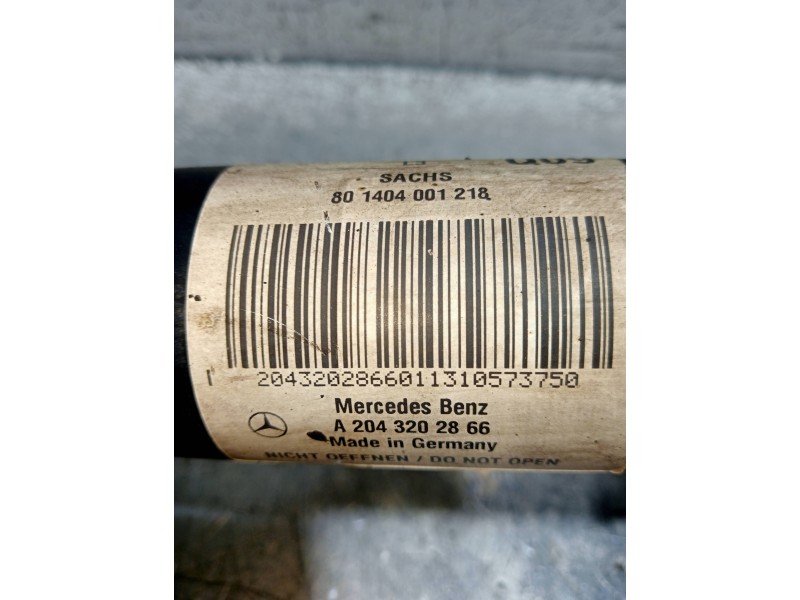 SACHS
80 1404 001 218
2043202866011310573750
Mercedes Benz
A 204 320 28 66
Made in Germany
NICHT OEFFNEN / DO NOT OPEN